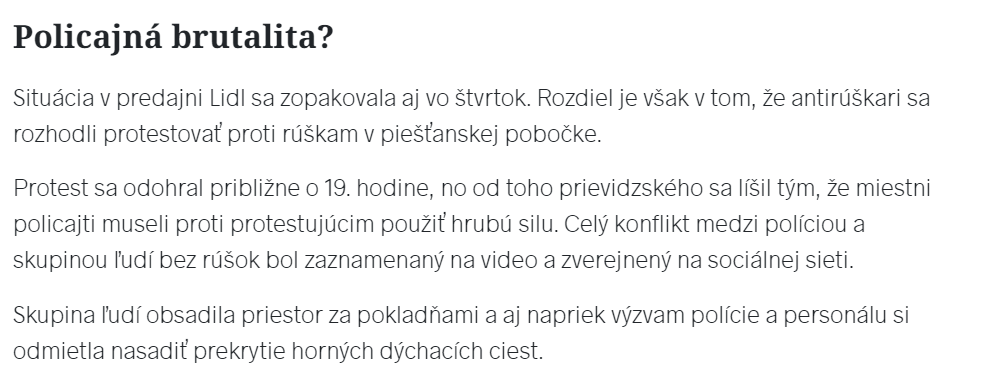 Policajná brutalita?
Situácia v predajni Lidl sa zopakovala aj vo štvrtok. Rozdiel je však v tom, že antirúškari sa
rozhodli protestovať proti rúškam v piešťanskej pobočke.
Protest sa odohral približne o 19. hodine, no od toho prievidzského sa líšil tým, že miestni
policajti museli proti protestujúcim použiť hrubú silu. Celý konflikt medzi políciou a
skupinou ľudí bez rúšok bol zaznamenaný na video a zverejnený na sociálnej sieti.
Skupina ľudí obsadila priestor za pokladňami a aj napriek výzvam polície a personálu si
odmietla nasadiť prekrytie horných dýchacích ciest.